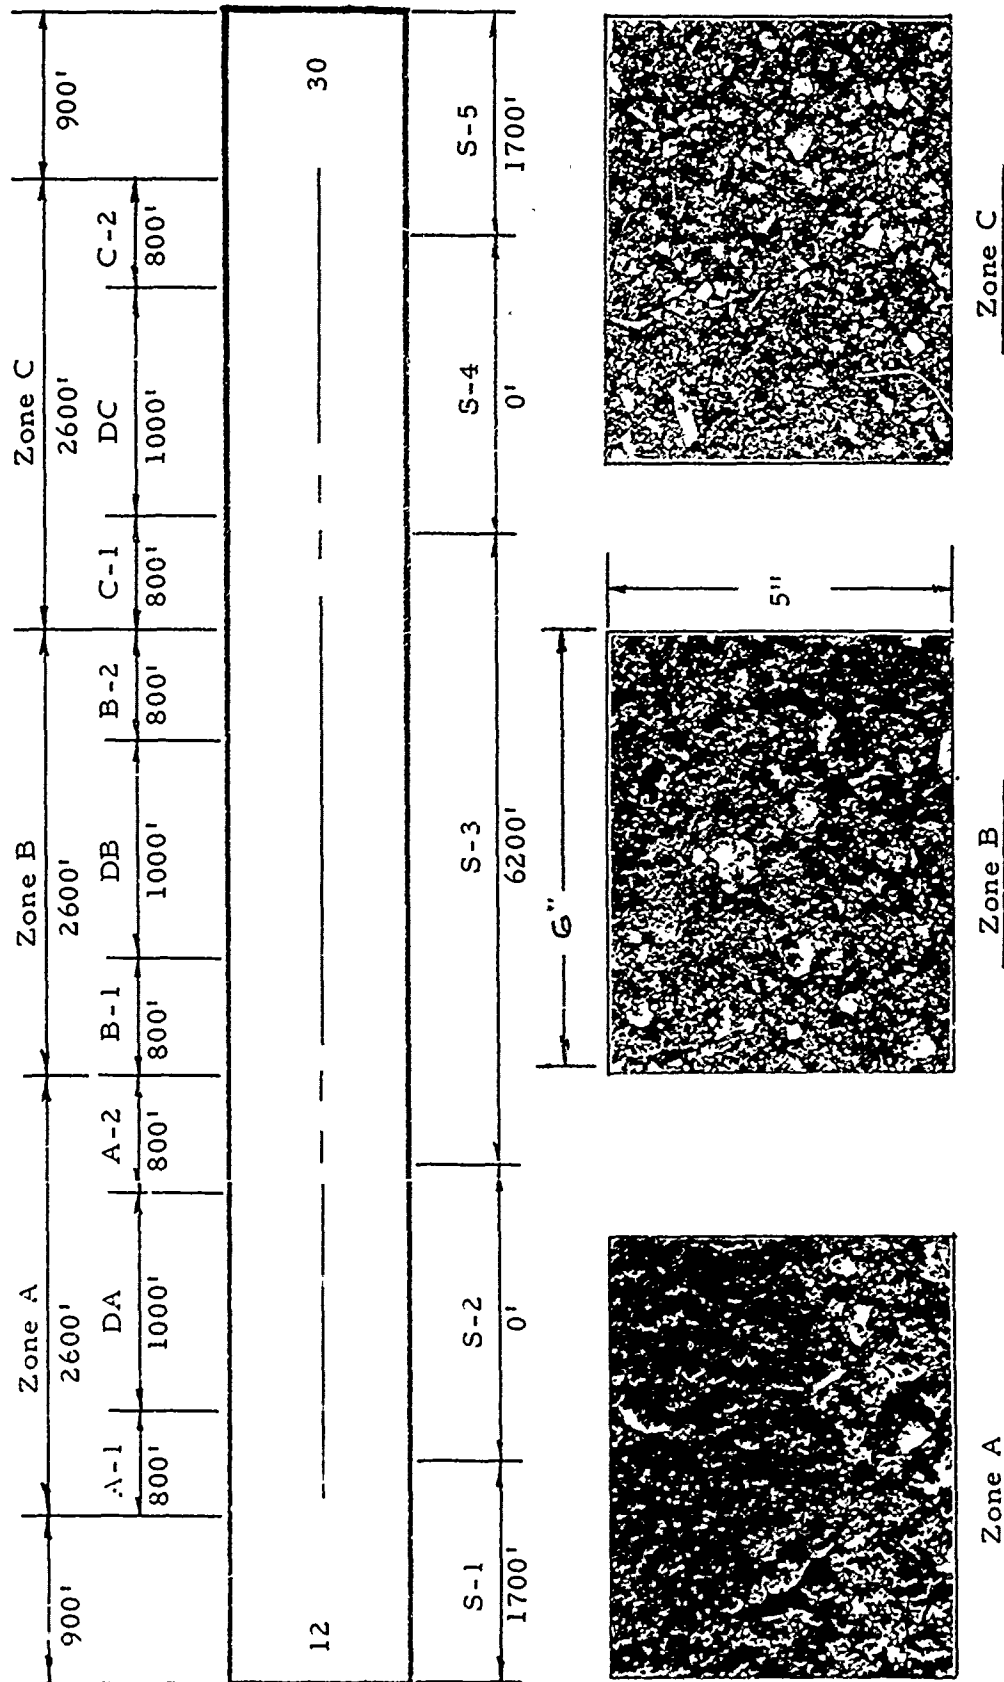 Zone A Zone B Zone C
900' 2600' 2600' 2600' 900'
A-1 DA A-2 B-1 DB B-2 C-1 DC C-2
800' 1000' 800' 800' 1000' 800' 800' 1000' 800'
12 30
S-1 S-2 S-3 S-4 S-5
1700' 0' 6200' 0' 1700'
6"
5"
Zone A Zone B Zone C